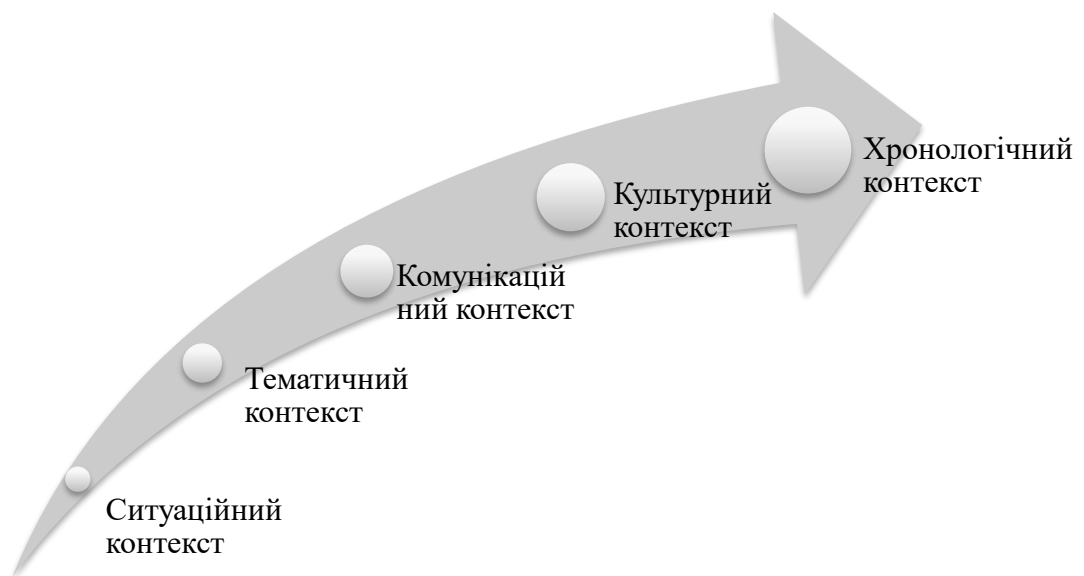 Хронологічний
контекст
Культурний
контекст
Комунікацій
ний контекст
Тематичний
контекст
Ситуаційний
контекст